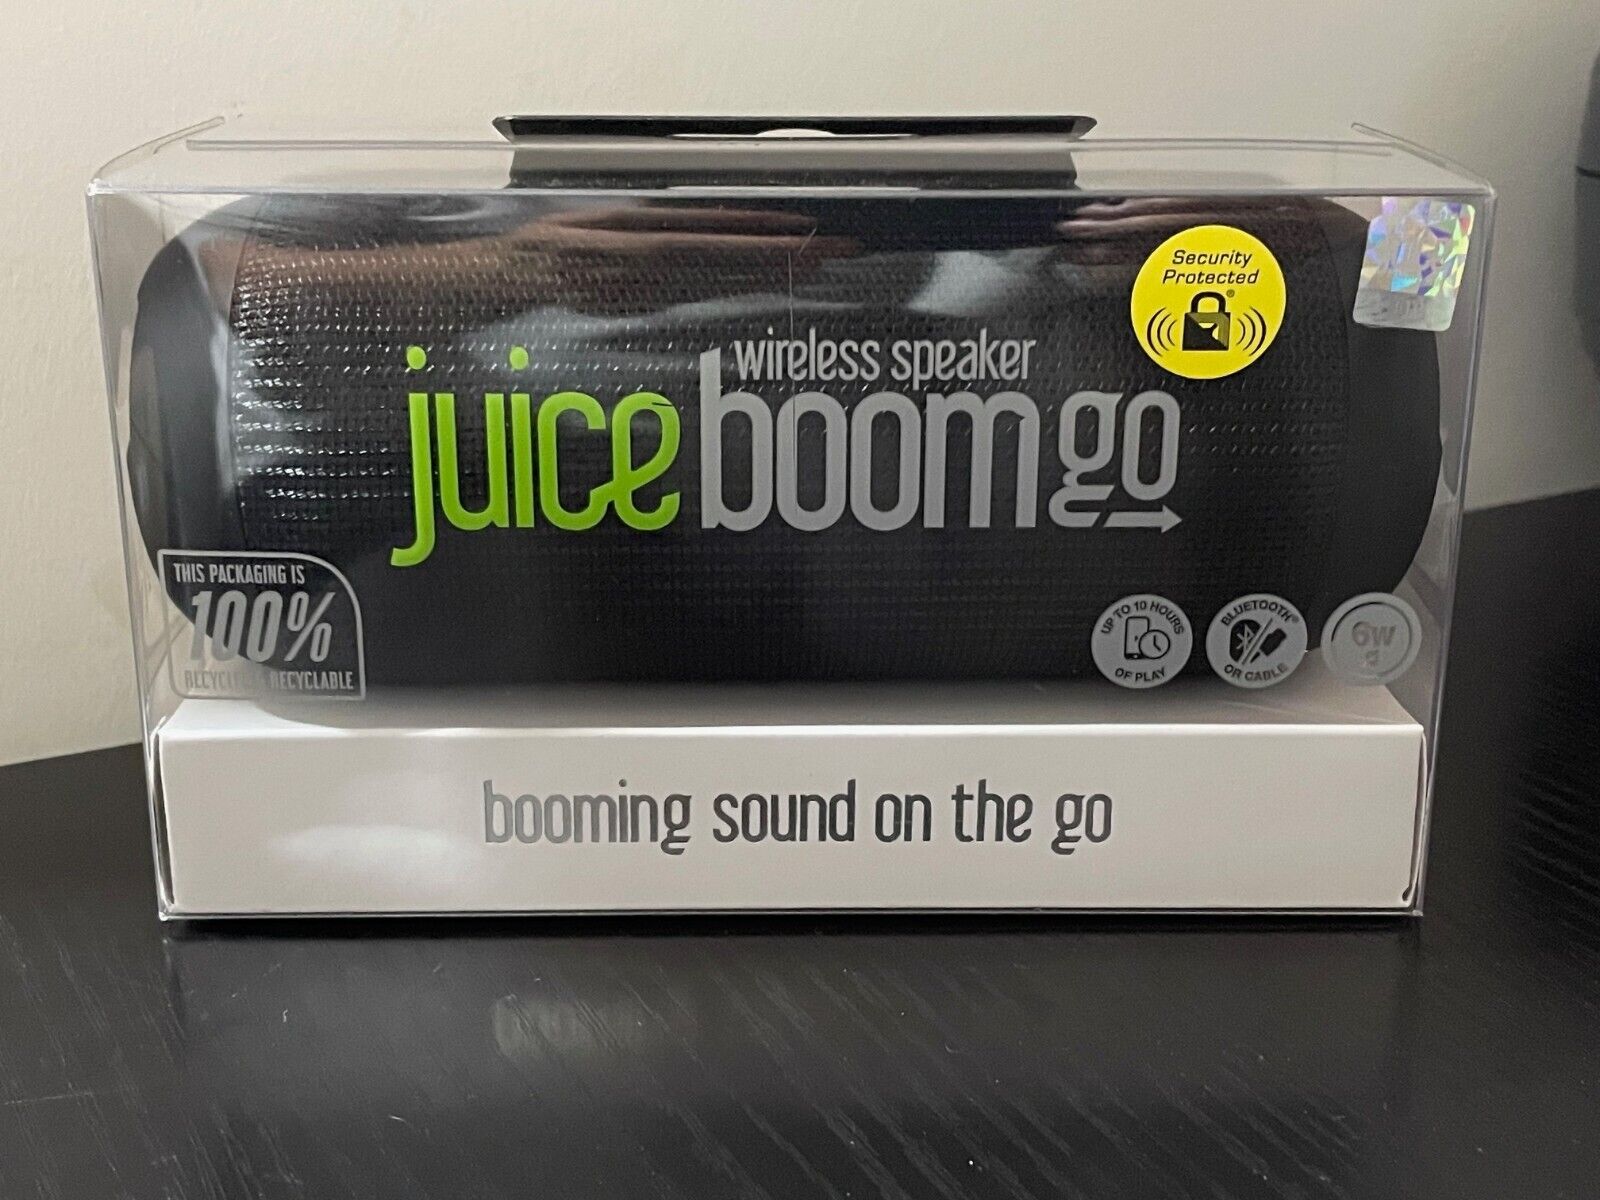 Security
Protected
wireless speaker
juice boom go
THIS PACKAGING IS
100%
RECYCLABLE
UP TO 10 HOURS
OF PLAY
BLUETOOTH®
OR CABLE
6W
booming sound on the go